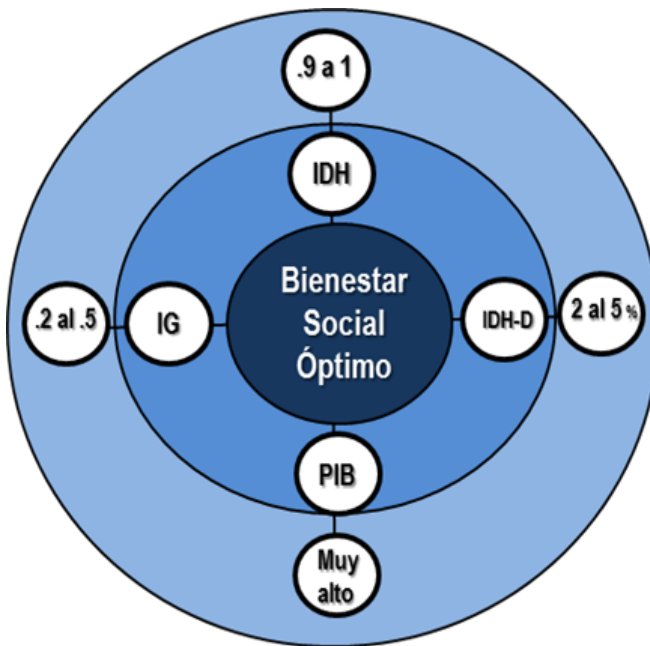 .9 a 1
IDH
Bienestar
Social
Óptimo
.2 al .5
IG
IDH-D
2 al 5 %
PIB
Muy
alto